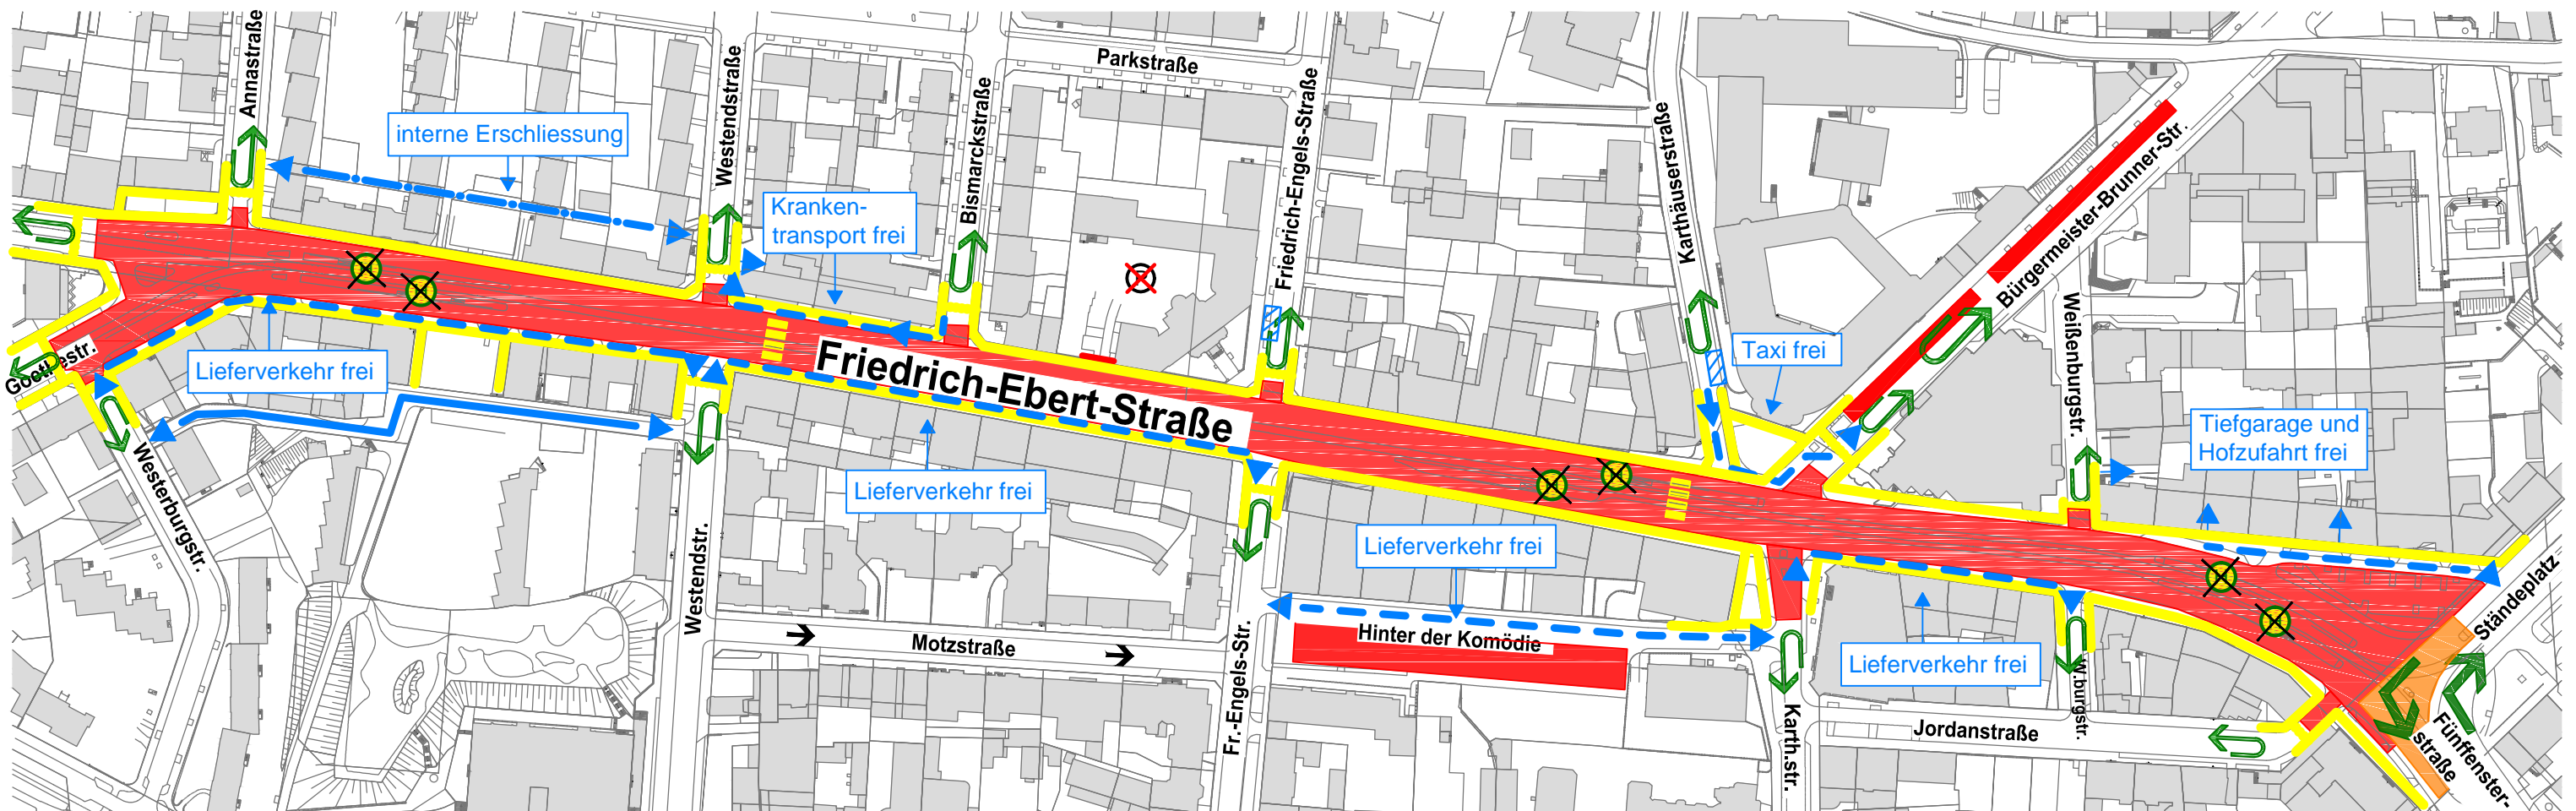 Annastraße
Westendstraße
Parkstraße
Bismarckstraße
Friedrich-Engels-Straße
Karthäuserstraße
Bürgermeister-Brunner-Str.
Weißenburgstr.
interne Erschliessung
Kranken-
transport frei
Taxi frei
Tiefgarage und
Hofzufahrt frei
Goethestr.
Lieferverkehr frei
Friedrich-Ebert-Straße
Lieferverkehr frei
Lieferverkehr frei
Lieferverkehr frei
Westerburgstr.
Westendstr.
Motzstraße
Fr.-Engels-Str.
Hinter der Komödie
Karth.str.
W.burgstr.
Jordanstraße
Ständeplatz
Fünffenster-
straße